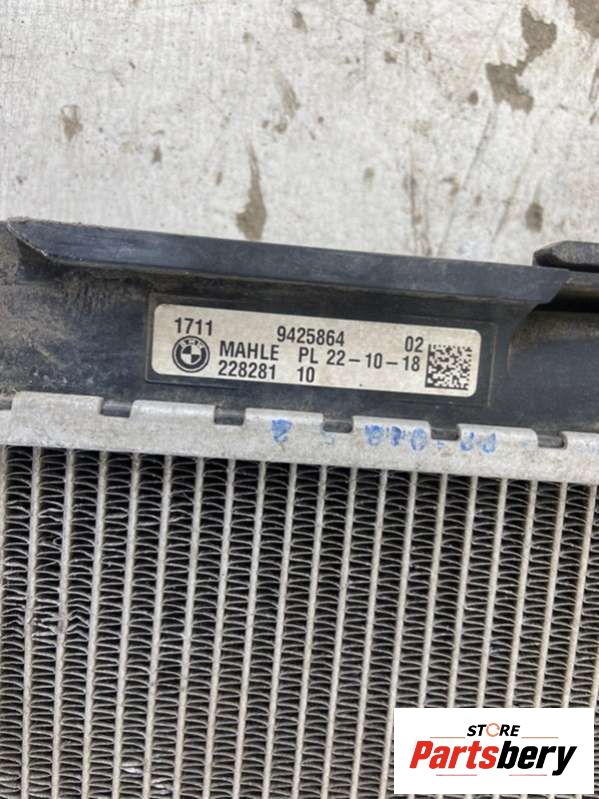 1711 9425864 02
MAHLE PL 22-10-18
228281 10
STORE
Partsbery